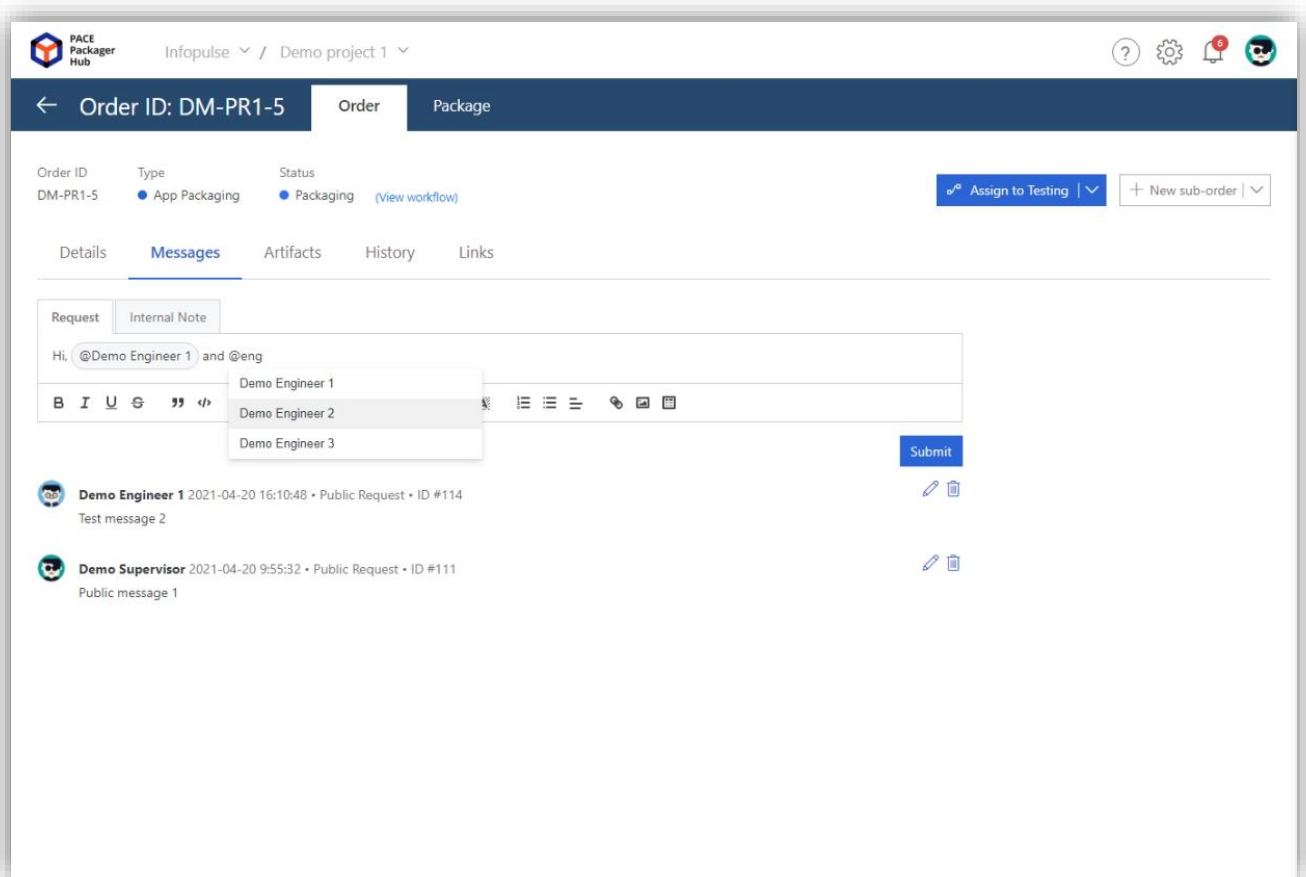 PACE
Packager
Hub
Infopulse / Demo project 1
6
Order ID: DM-PR1-5
Order
Package
Order ID Type Status
DM-PR1-5 App Packaging Packaging (View workflow)
Assign to Testing
New sub-order
Details Messages Artifacts History Links
Request Internal Note
Hi, @Demo Engineer 1 and @eng
Demo Engineer 1
B I U S
Demo Engineer 2
Demo Engineer 3
Submit
Demo Engineer 1 2021-04-20 16:10:48 • Public Request • ID #114
Test message 2
Demo Supervisor 2021-04-20 9:55:32 • Public Request • ID #111
Public message 1